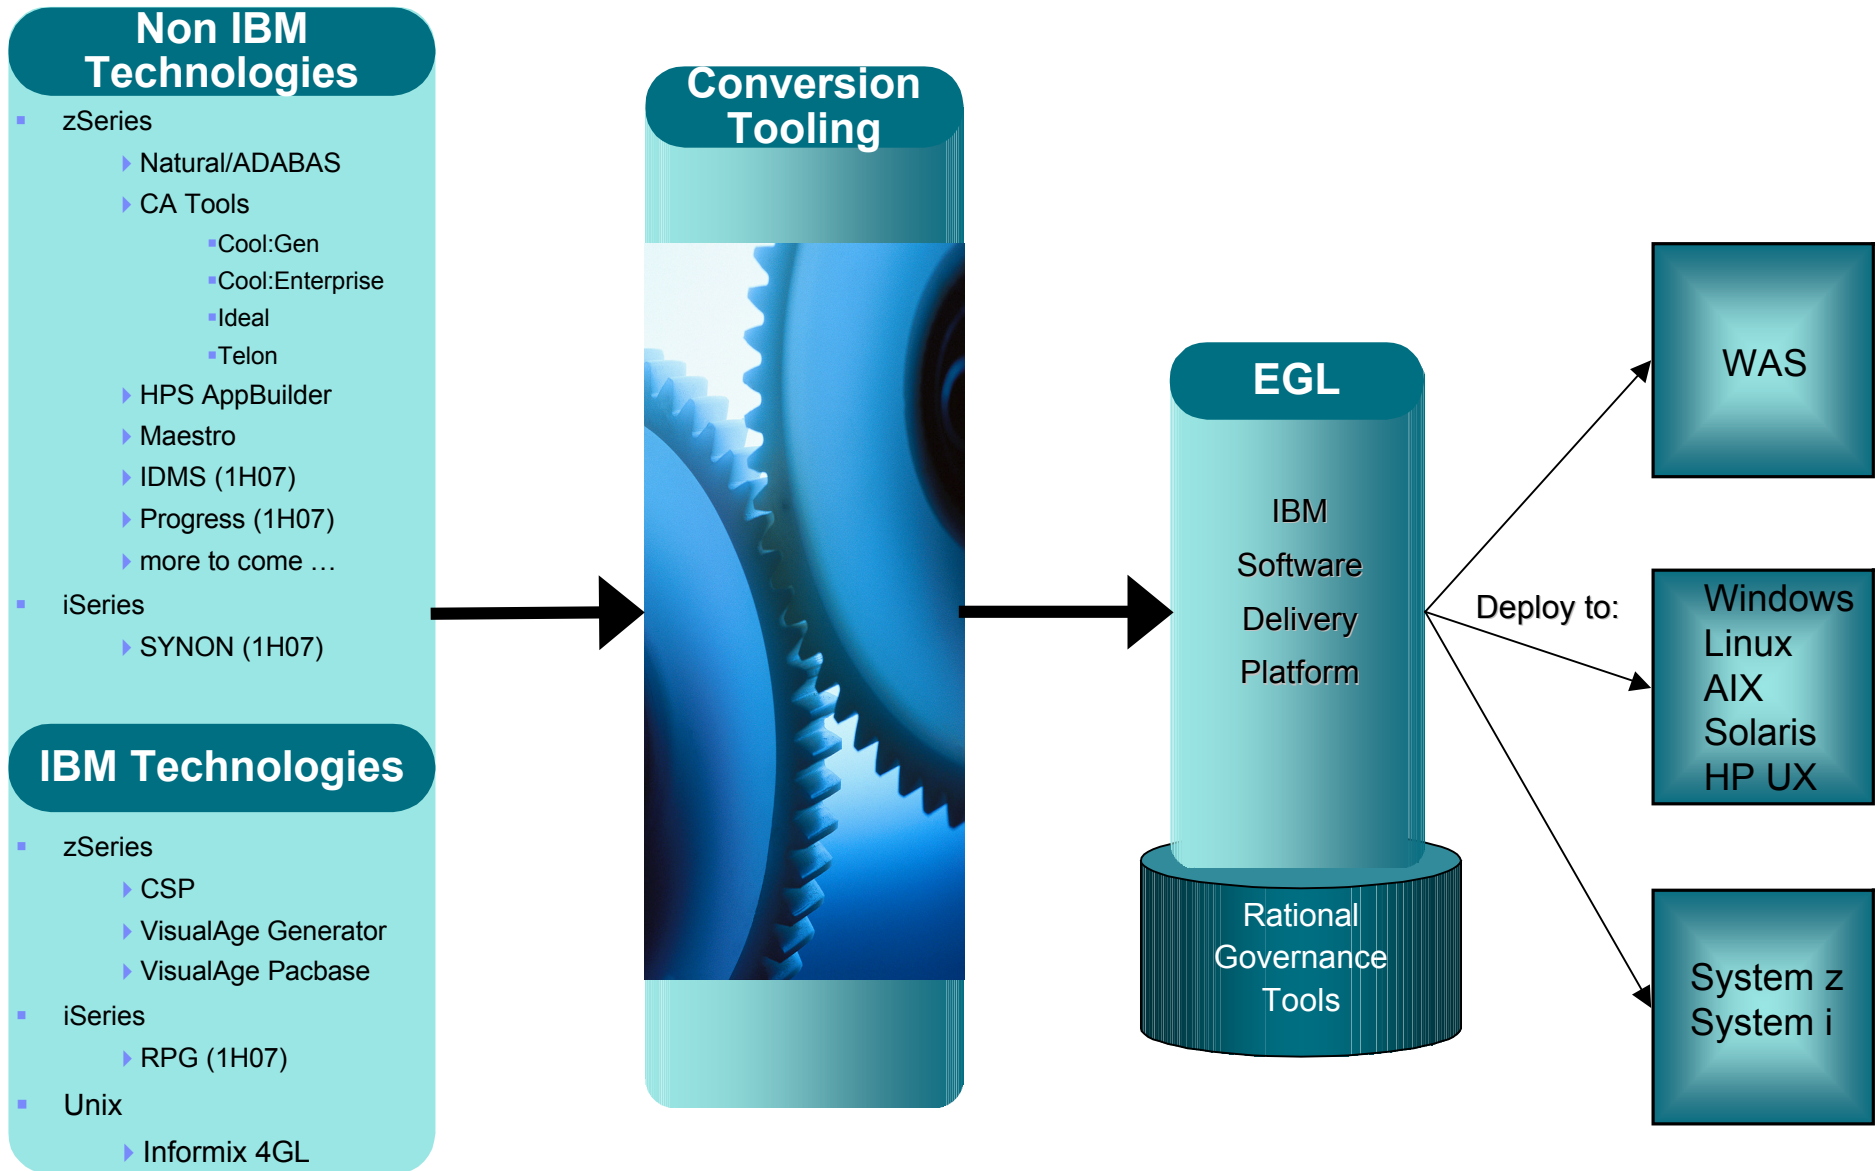 Non IBM
Technologies
zSeries
Natural/ADABAS
CA Tools
Cool:Gen
Cool:Enterprise
Ideal
Telon
HPS AppBuilder
Maestro
IDMS (1H07)
Progress (1H07)
more to come …
iSeries
SYNON (1H07)
IBM Technologies
zSeries
CSP
VisualAge Generator
VisualAge Pacbase
iSeries
RPG (1H07)
Unix
Informix 4GL
Conversion
Tooling
EGL
IBM
Software
Delivery
Platform
Rational
Governance
Tools
Deploy to:
WAS
Windows
Linux
AIX
Solaris
HP UX
System z
System i